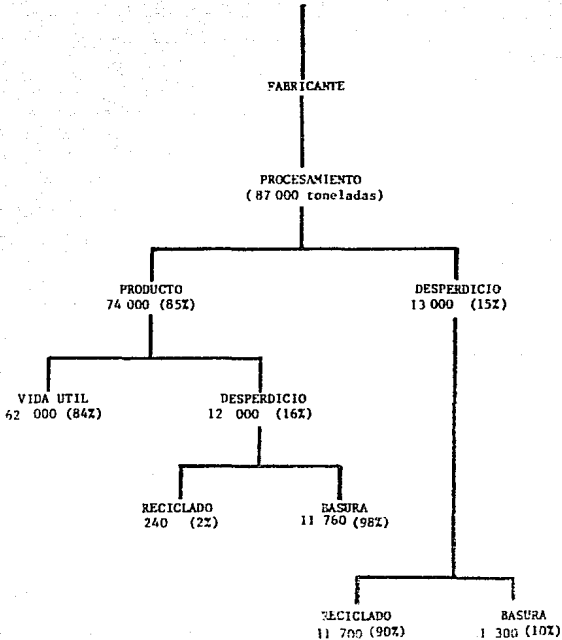 FABRICANTE
PROCESAMIENTO
(87 000 toneladas)
PRODUCTO
74 000 (85%)
DESPERDICIO
13 000 (15%)
VIDA UTIL
62 000 (84%)
DESPERDICIO
12 000 (16%)
RECICLADO
240 (2%)
BASURA
11 760 (98%)
RECICLADO
11 700 (90%)
BASURA
1 300 (10%)